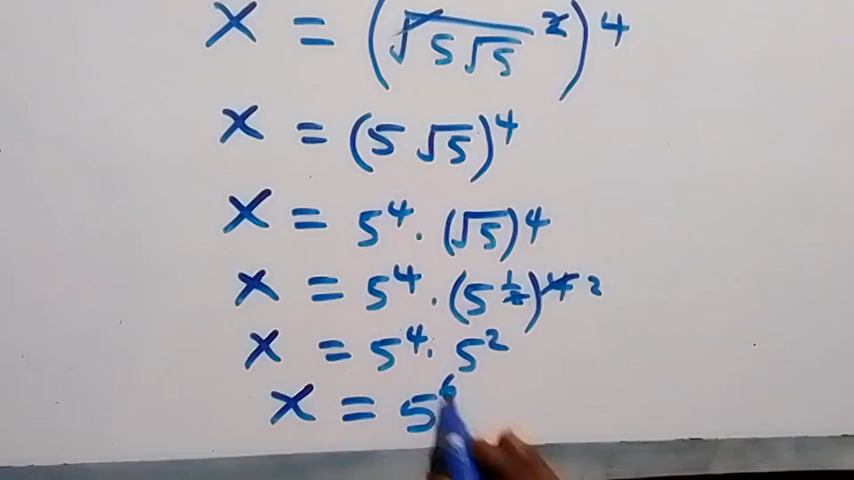 x = (√5√5 ²)⁴
x = (5√5)⁴
x = 5⁴ · (√5)⁴
x = 5⁴ · (5^1/2)^4 2
x = 5⁴ · 5²
x = 5⁶